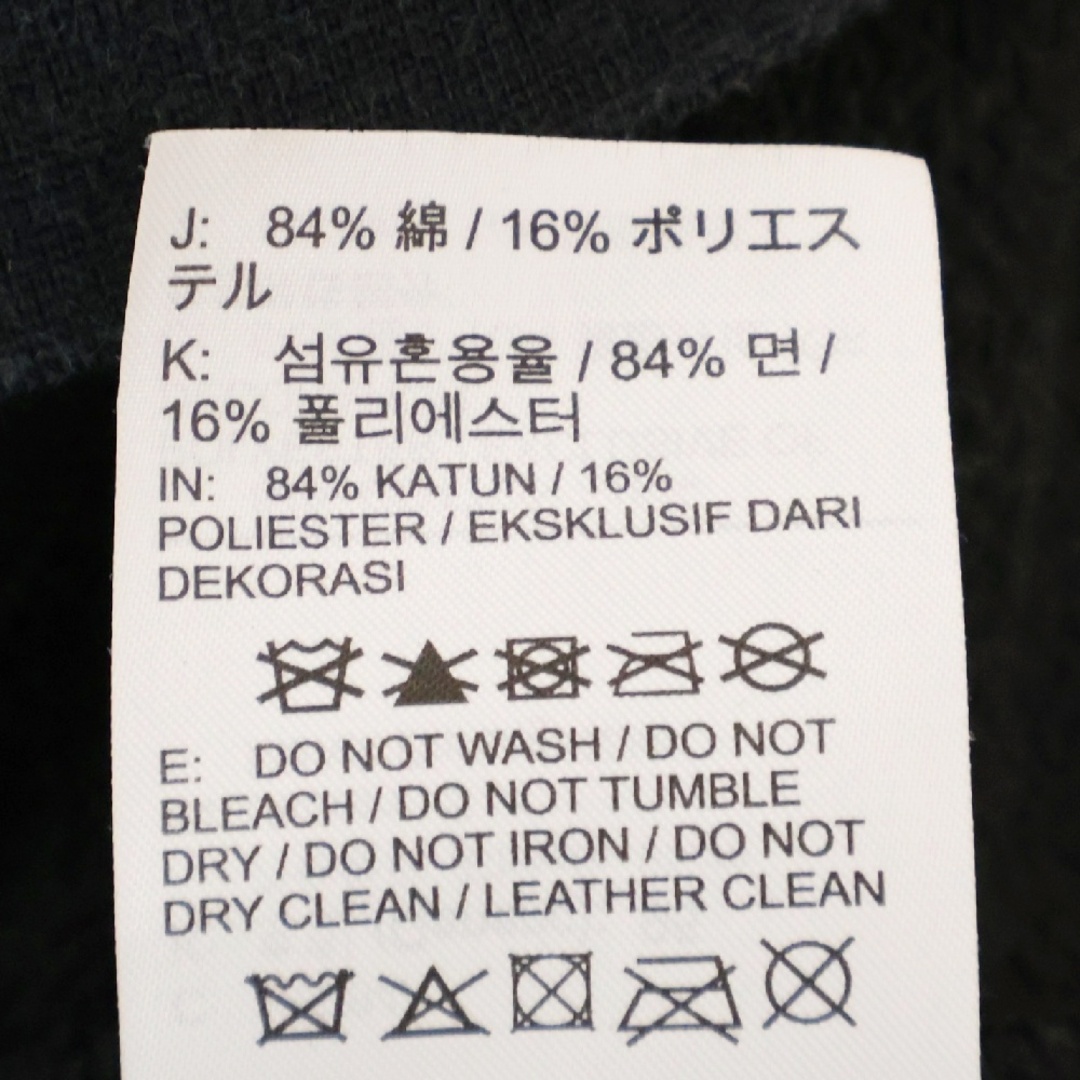 J: 84% 綿 / 16% ポリエス
テル
K: 섬유혼용율 / 84% 면 /
16% 폴리에스터
IN: 84% KATUN / 16%
POLIESTER / EKSKLUSIF DARI
DEKORASI
E: DO NOT WASH / DO NOT
BLEACH / DO NOT TUMBLE
DRY / DO NOT IRON / DO NOT
DRY CLEAN / LEATHER CLEAN